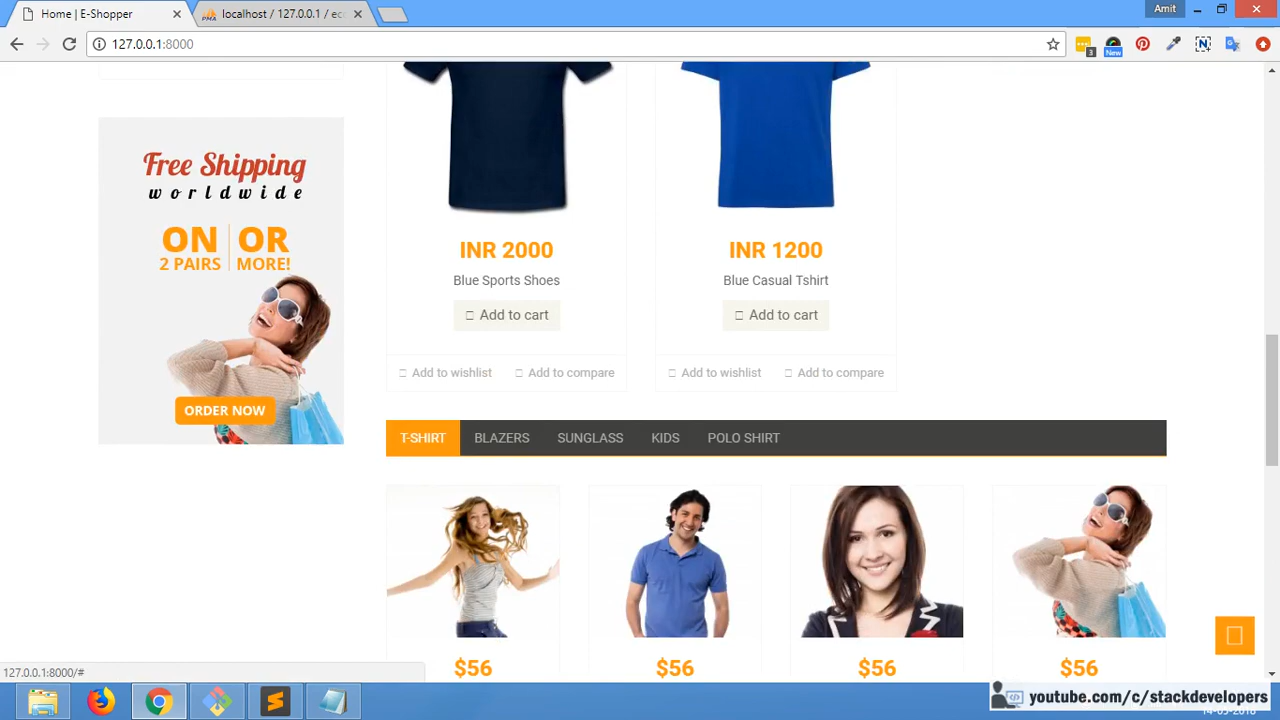 Home | E-Shopper
localhost / 127.0.0.1 / ec
Amit
127.0.0.1:8000
3
New
Free Shipping
worldwide
ON OR
2 PAIRS MORE!
ORDER NOW
INR 2000
Blue Sports Shoes
Add to cart
Add to wishlist
Add to compare
INR 1200
Blue Casual Tshirt
Add to cart
Add to wishlist
Add to compare
T-SHIRT
BLAZERS
SUNGLASS
KIDS
POLO SHIRT
$56
$56
$56
$56
127.0.0.1:8000/#
youtube.com/c/stackdevelopers